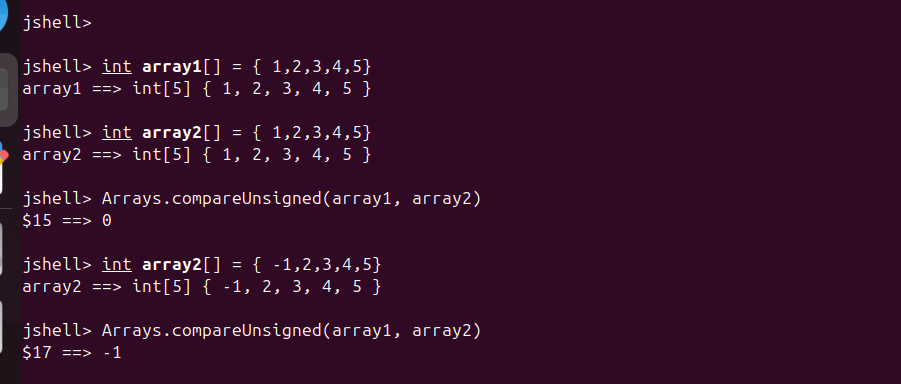 jshell>
jshell> int array1[] = { 1,2,3,4,5}
array1 ==> int[5] { 1, 2, 3, 4, 5 }
jshell> int array2[] = { 1,2,3,4,5}
array2 ==> int[5] { 1, 2, 3, 4, 5 }
jshell> Arrays.compareUnsigned(array1, array2)
$15 ==> 0
jshell> int array2[] = { -1,2,3,4,5}
array2 ==> int[5] { -1, 2, 3, 4, 5 }
jshell> Arrays.compareUnsigned(array1, array2)
$17 ==> -1